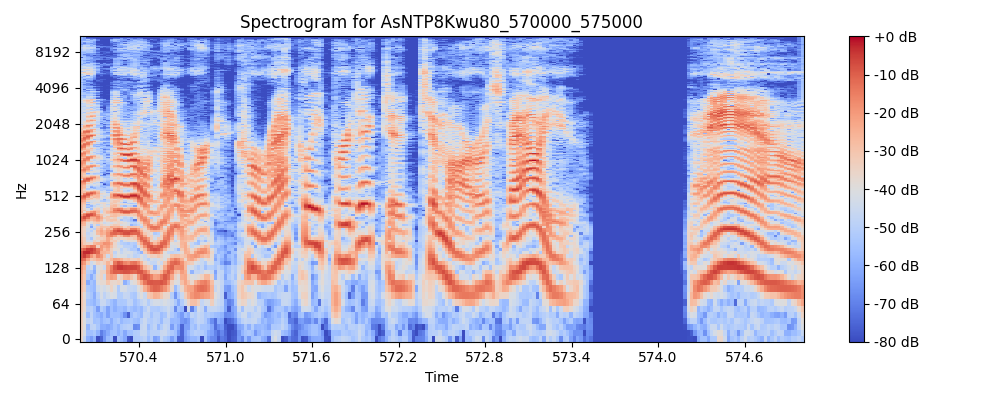 Spectrogram for AsNTP8Kwu80_570000_575000
8192
4096
2048
1024
512
256
128
64
0
Hz
570.4 571.0 571.6 572.2 572.8 573.4 574.0 574.6
Time
+0 dB
-10 dB
-20 dB
-30 dB
-40 dB
-50 dB
-60 dB
-70 dB
-80 dB